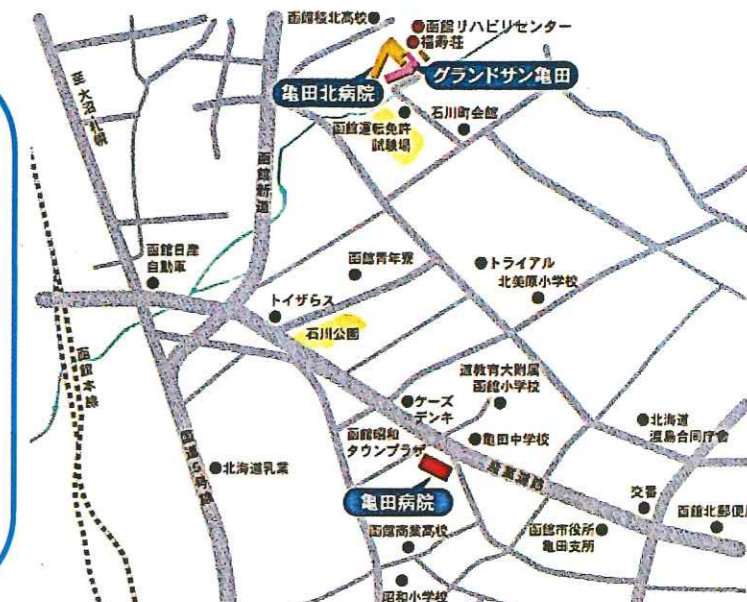 函館稜北高校
函館リハビリセンター
福寿荘
亀田北病院
グランドサン亀田
至大沼・札幌
函館運転免許
試験場
石川町会館
函館新道
函館日産
自動車
函館青年寮
トライアル
北美原小学校
トイザらス
石川公園
函館本線
道教育大附属
函館小学校
ケーズ
デンキ
北海道
渡島合同庁舎
函館昭和
タウンプラザ
亀田中学校
国道5号線
北海道乳業
産業道路
亀田病院
交番
函館北郵便局
函館商業高校
函館市役所
亀田支所
昭和小学校